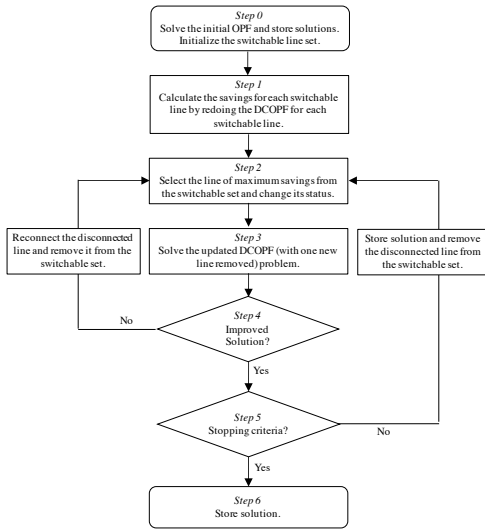 Step 0
Solve the initial OPF and store solutions.
Initialize the switchable line set.
Step 1
Calculate the savings for each switchable
line by redoing the DCOPF for each
switchable line.
Step 2
Select the line of maximum savings from
the switchable set and change its status.
Reconnect the disconnected
line and remove it from the
switchable set.
Step 3
Solve the updated DCOPF (with one new
line removed) problem.
Store solution and remove
the disconnected line from
the switchable set.
No
Step 4
Improved
Solution?
Yes
Step 5
Stopping criteria?
No
Yes
Step 6
Store solution.